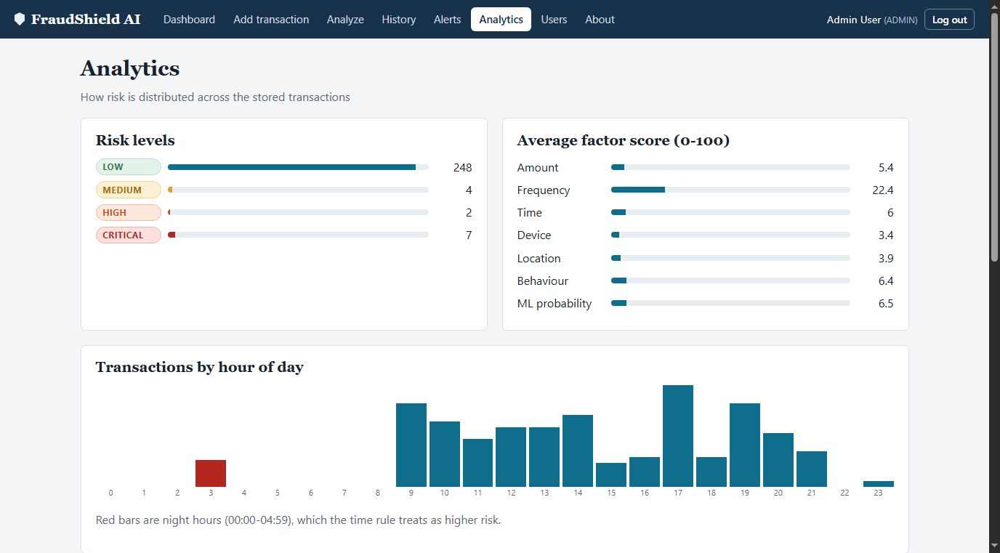 FraudShield AI Dashboard Add transaction Analyze History Alerts Analytics Users About Admin User (ADMIN) Log out
Analytics
How risk is distributed across the stored transactions
Risk levels
LOW 248
MEDIUM 4
HIGH 2
CRITICAL 7
Average factor score (0-100)
Amount 5.4
Frequency 22.4
Time 6
Device 3.4
Location 3.9
Behaviour 6.4
ML probability 6.5
Transactions by hour of day
0 1 2 3 4 5 6 7 8 9 10 11 12 13 14 15 16 17 18 19 20 21 22 23
Red bars are night hours (00:00-04:59), which the time rule treats as higher risk.